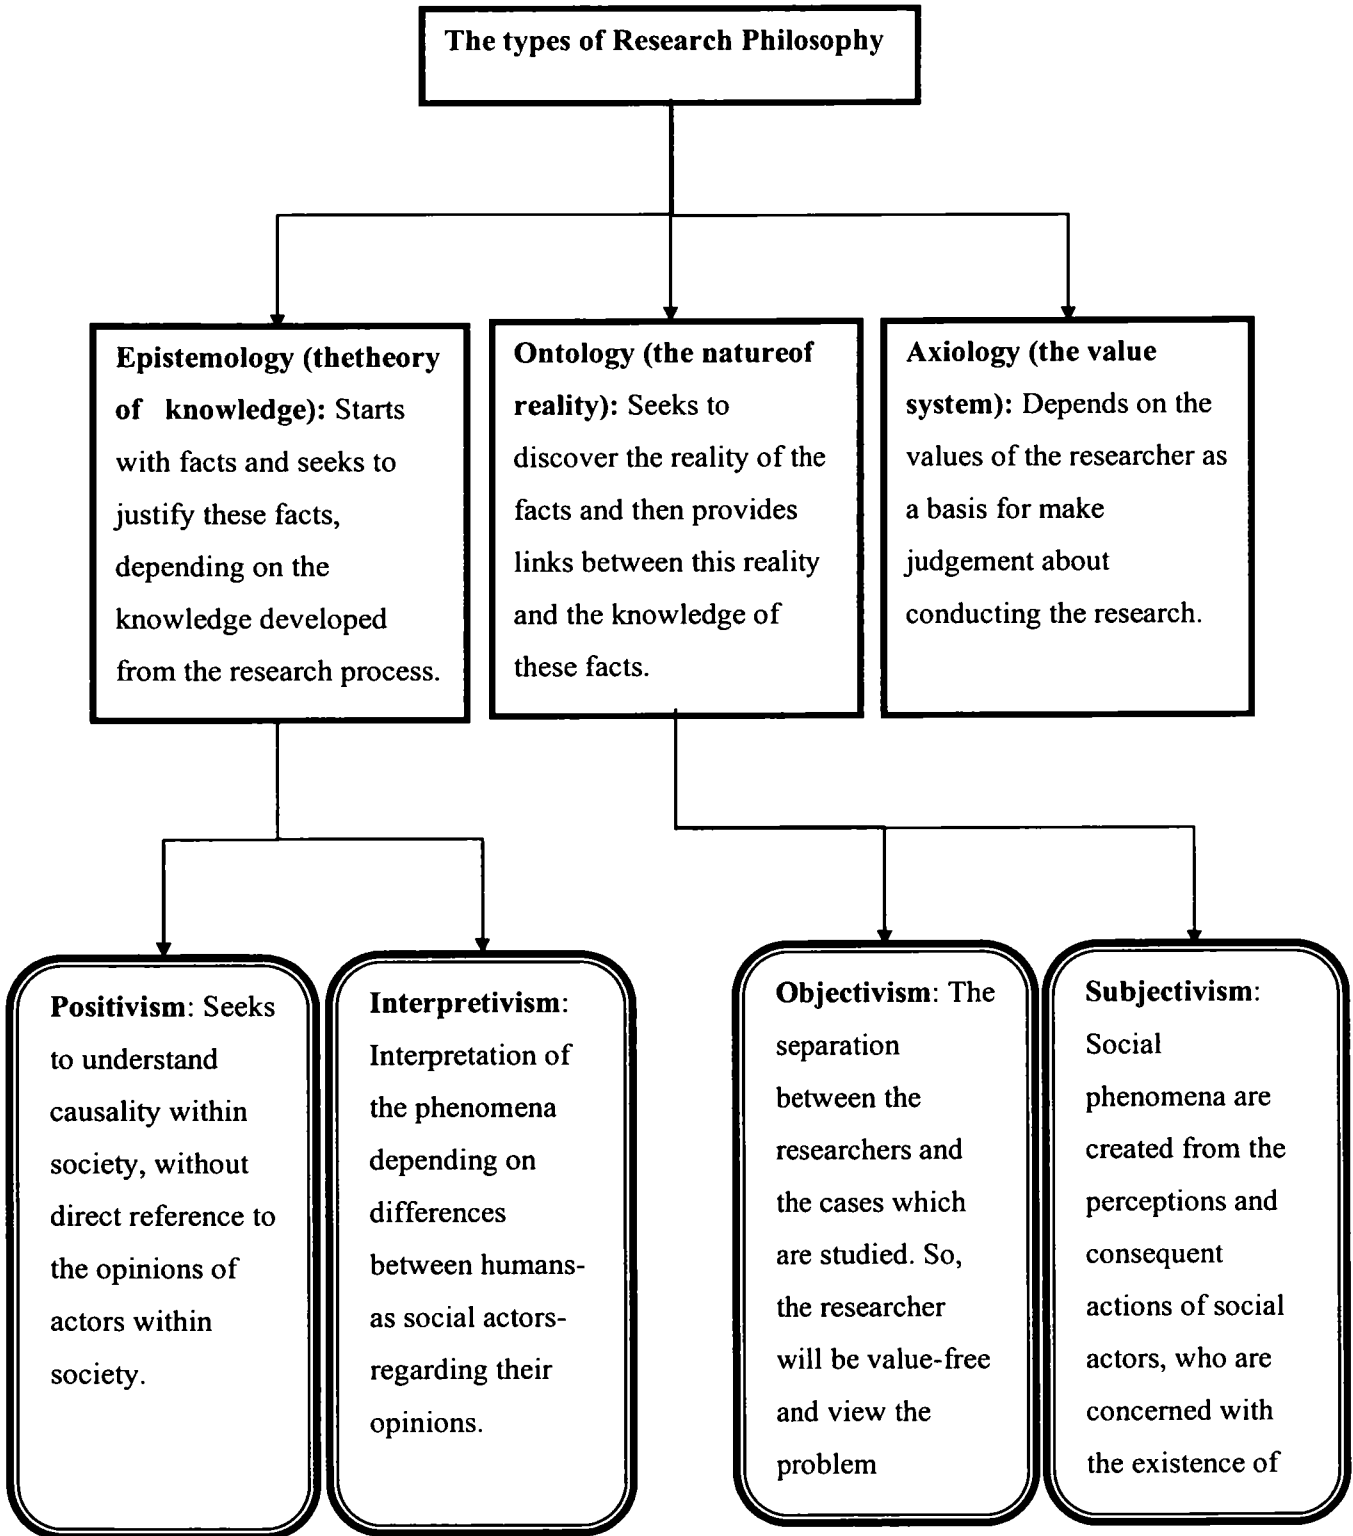 The types of Research Philosophy
Epistemology (thetheory
of knowledge): Starts
with facts and seeks to
justify these facts,
depending on the
knowledge developed
from the research process.
Ontology (the natureof
reality): Seeks to
discover the reality of the
facts and then provides
links between this reality
and the knowledge of
these facts.
Axiology (the value
system): Depends on the
values of the researcher as
a basis for make
judgement about
conducting the research.
Positivism: Seeks
to understand
causality within
society, without
direct reference to
the opinions of
actors within
society.
Interpretivism:
Interpretation of
the phenomena
depending on
differences
between humans-
as social actors-
regarding their
opinions.
Objectivism: The
separation
between the
researchers and
the cases which
are studied. So,
the researcher
will be value-free
and view the
problem
Subjectivism:
Social
phenomena are
created from the
perceptions and
consequent
actions of social
actors, who are
concerned with
the existence of